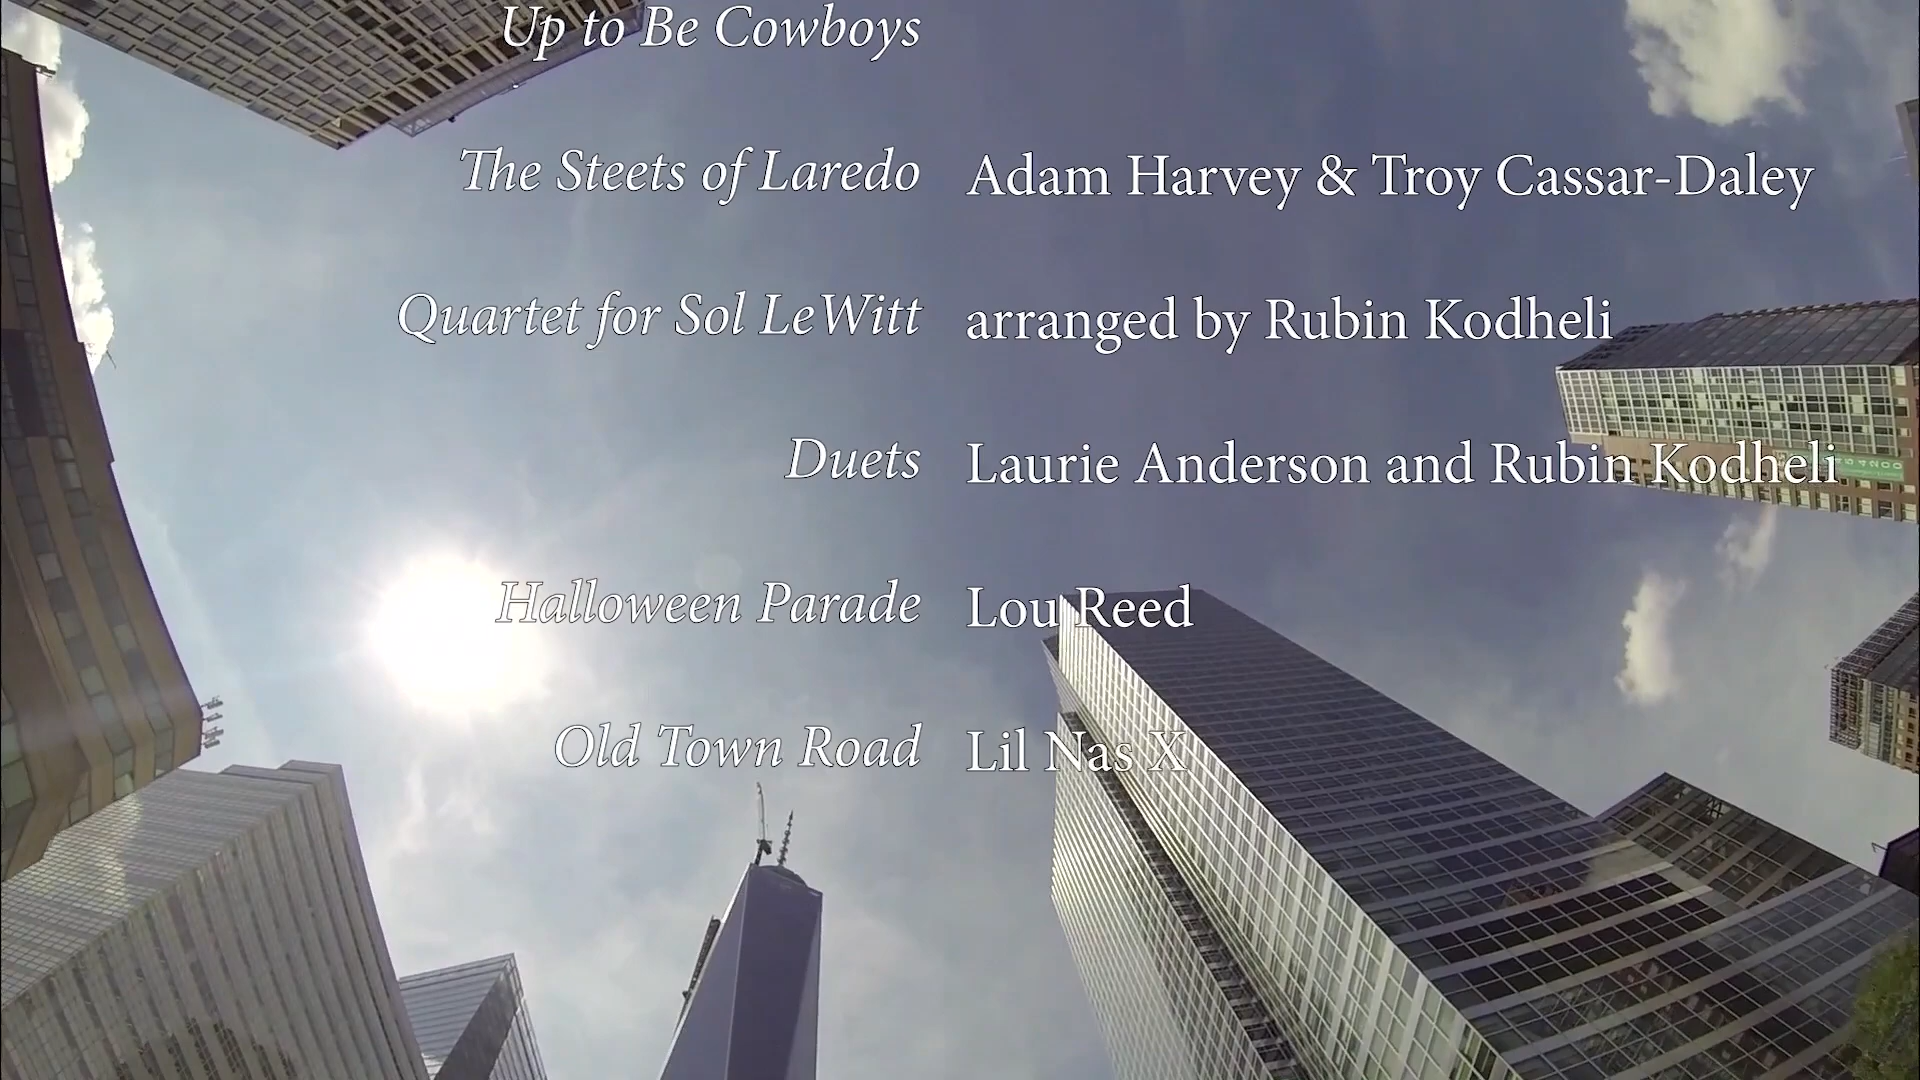 Up to Be Cowboys
The Steets of Laredo Adam Harvey & Troy Cassar-Daley
Quartet for Sol LeWitt arranged by Rubin Kodheli
Duets Laurie Anderson and Rubin Kodheli
Halloween Parade Lou Reed
Old Town Road Lil Nas X